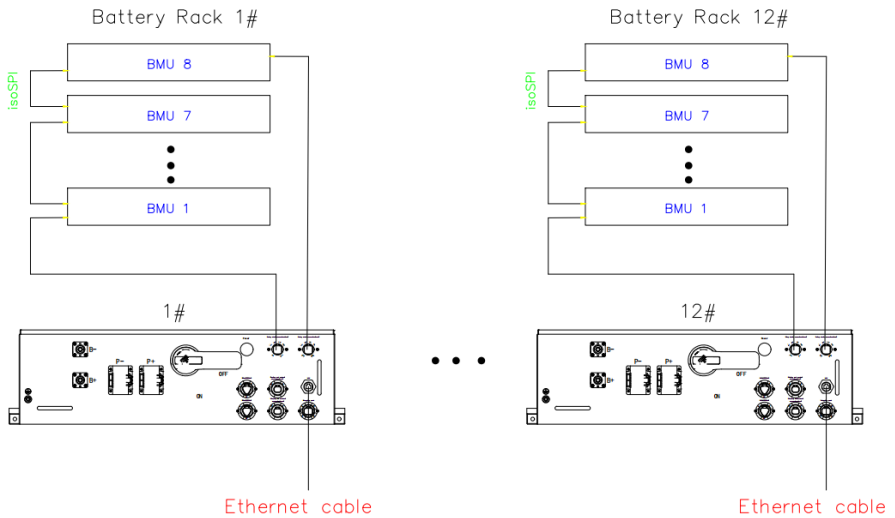 Battery Rack 1#
Battery Rack 12#
isoSPI
BMU 8
BMU 7
BMU 1
isoSPI
BMU 8
BMU 7
BMU 1
1#
12#
B-
P-
P+
B+
OFF
ON
B-
P-
P+
B+
OFF
ON
Ethernet cable
Ethernet cable